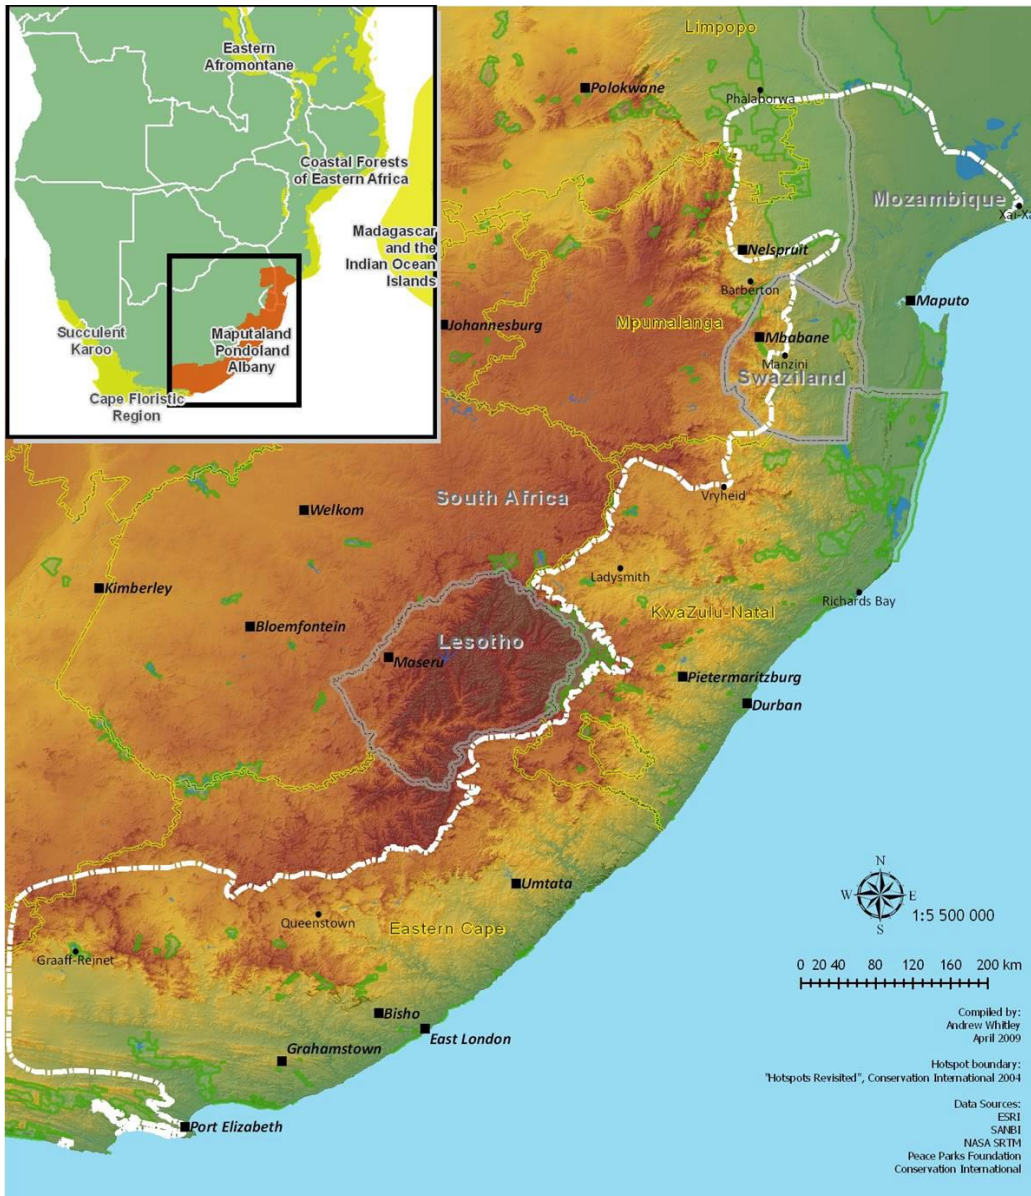 Eastern
Afromontane
Coastal Forests
of Eastern Africa
Madagascar
and the
Indian Ocean
Islands
Succulent
Karoo
Maputaland
Pondoland
Albany
Cape Floristic
Region
Limpopo
Polokwane
Phalaborwa
Mozambique
Xai-Xa
Nelspruit
Barberton
Maputo
Johannesburg
Mpumalanga
Mbabane
Manzini
Swaziland
South Africa
Vryheid
Welkom
Ladysmith
Kimberley
Richards Bay
KwaZulu-Natal
Bloemfontein
Lesotho
Maseru
Pietermaritzburg
Durban
Umtata
Queenstown
Eastern Cape
Graaff-Reinet
Bisho
East London
Grahamstown
Port Elizabeth
N
W
E
S
1:5 500 000
0 20 40 80 120 160 200 km
Compiled by:
Andrew Whitley
April 2009
Hotspot boundary:
"Hotspots Revisited", Conservation International 2004
Data Sources:
ESRI
SANBI
NASA SRTM
Peace Parks Foundation
Conservation International